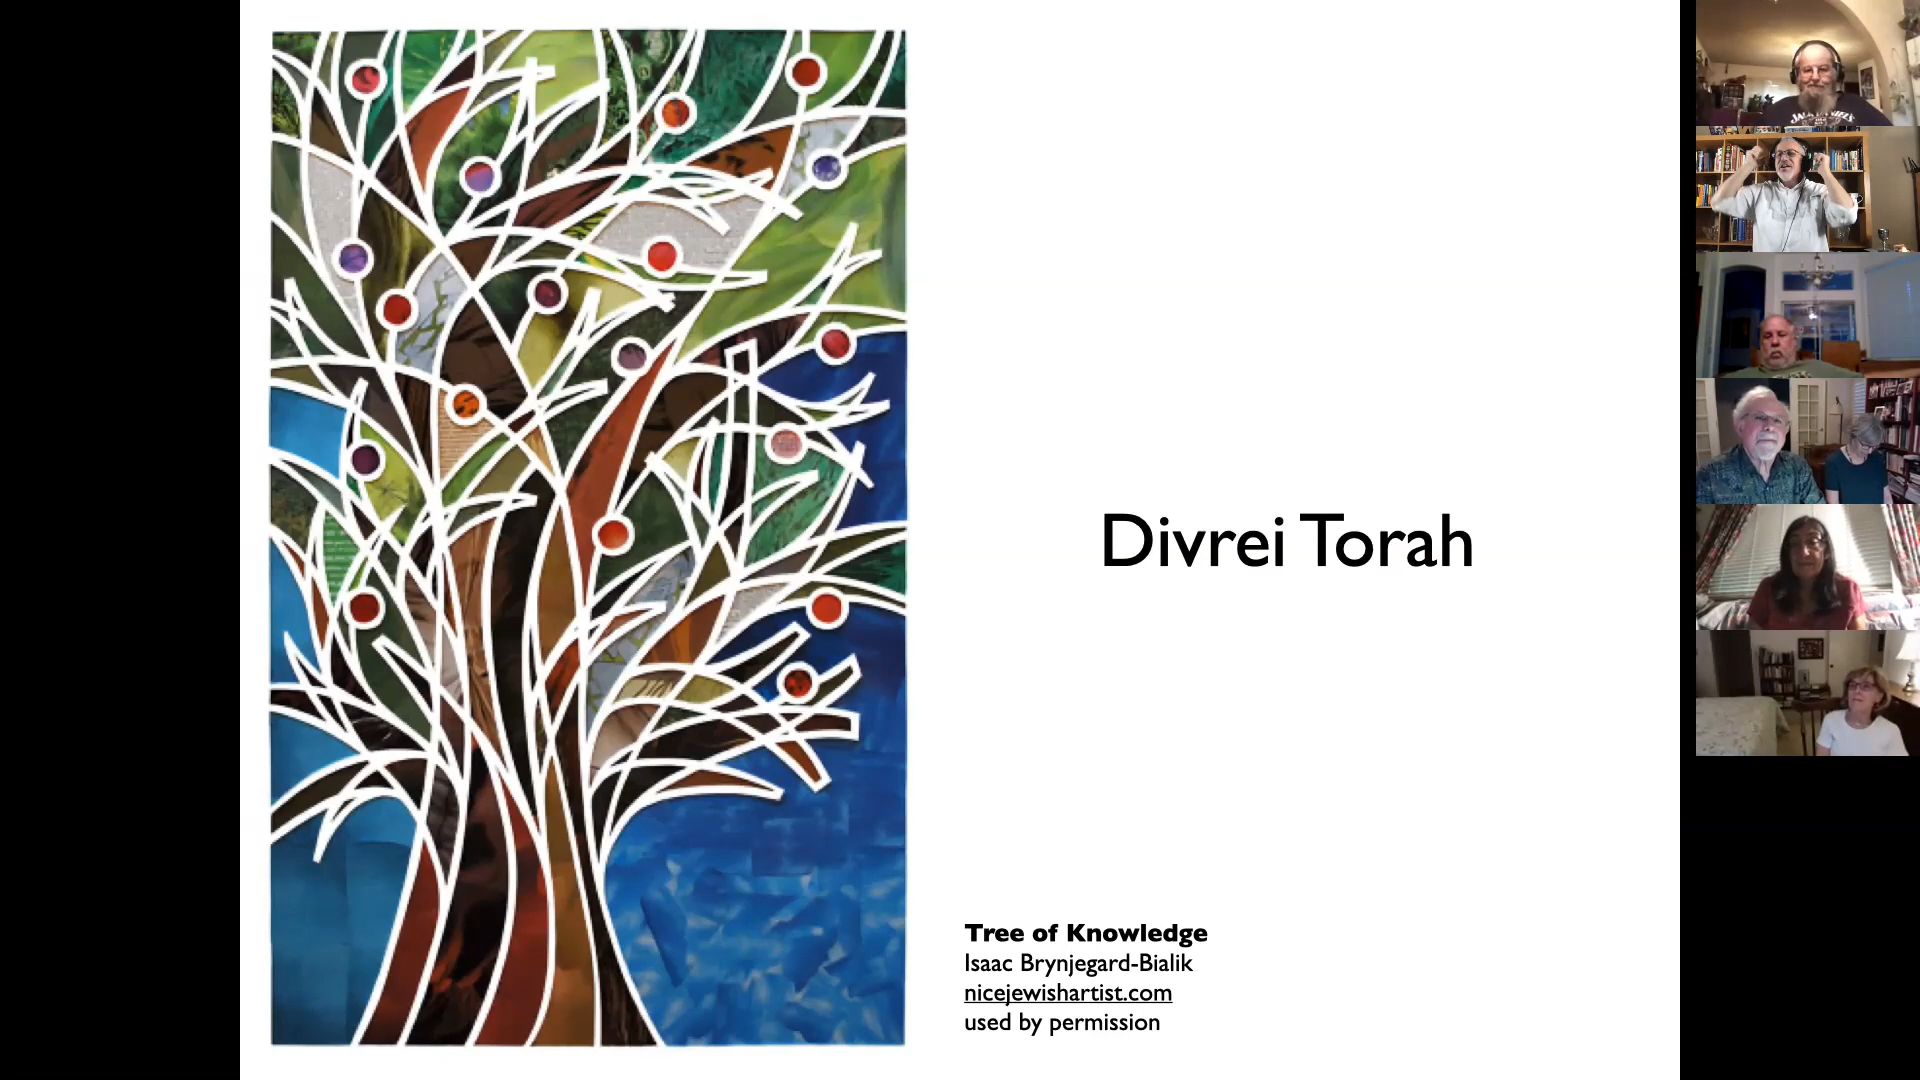 Divrei Torah
Tree of Knowledge
Isaac Brynjegard-Bialik
nicejewishartist.com
used by permission